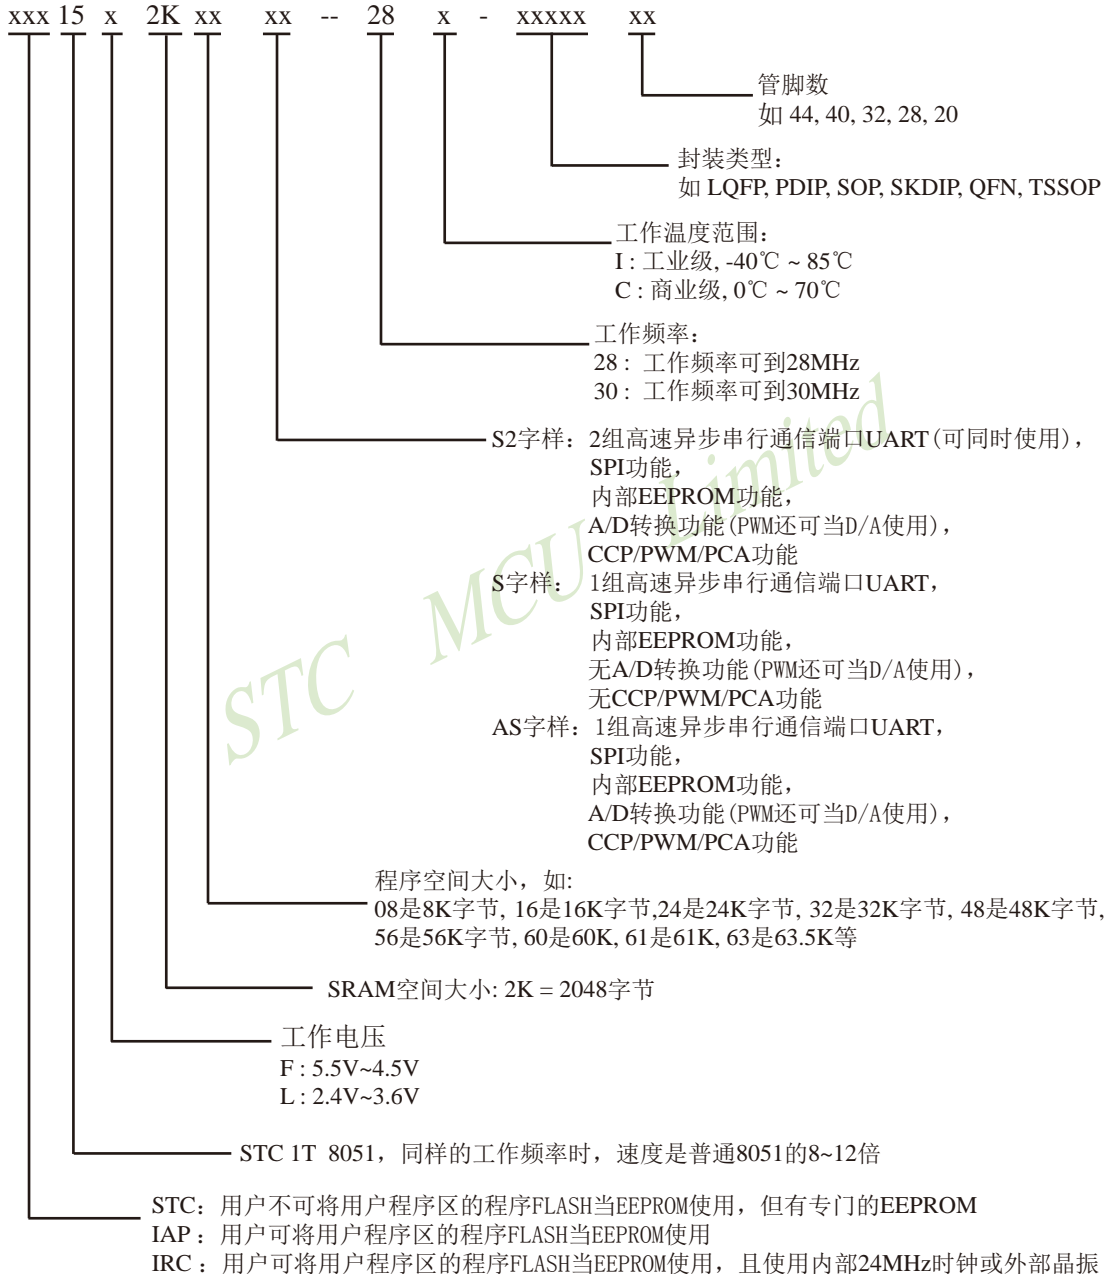 xxx 15 x 2K xx xx -- 28 x - xxxxx xx
管脚数
如 44, 40, 32, 28, 20
封装类型：
如 LQFP, PDIP, SOP, SKDIP, QFN, TSSOP
工作温度范围：
I : 工业级, -40℃ ~ 85℃
C : 商业级, 0℃ ~ 70℃
工作频率：
28 : 工作频率可到28MHz
30 : 工作频率可到30MHz
S2字样：2组高速异步串行通信端口UART(可同时使用)，
SPI功能，
内部EEPROM功能，
A/D转换功能(PWM还可当D/A使用)，
CCP/PWM/PCA功能
S字样： 1组高速异步串行通信端口UART，
SPI功能，
内部EEPROM功能，
无A/D转换功能(PWM还可当D/A使用)，
无CCP/PWM/PCA功能
AS字样：1组高速异步串行通信端口UART，
SPI功能，
内部EEPROM功能，
A/D转换功能(PWM还可当D/A使用)，
CCP/PWM/PCA功能
程序空间大小，如:
08是8K字节, 16是16K字节,24是24K字节, 32是32K字节, 48是48K字节,
56是56K字节, 60是60K, 61是61K, 63是63.5K等
SRAM空间大小: 2K = 2048字节
工作电压
F : 5.5V~4.5V
L : 2.4V~3.6V
STC 1T 8051，同样的工作频率时，速度是普通8051的8~12倍
STC：用户不可将用户程序区的程序FLASH当EEPROM使用，但有专门的EEPROM
IAP：用户可将用户程序区的程序FLASH当EEPROM使用
IRC：用户可将用户程序区的程序FLASH当EEPROM使用，且使用内部24MHz时钟或外部晶振
STC MCU Limited